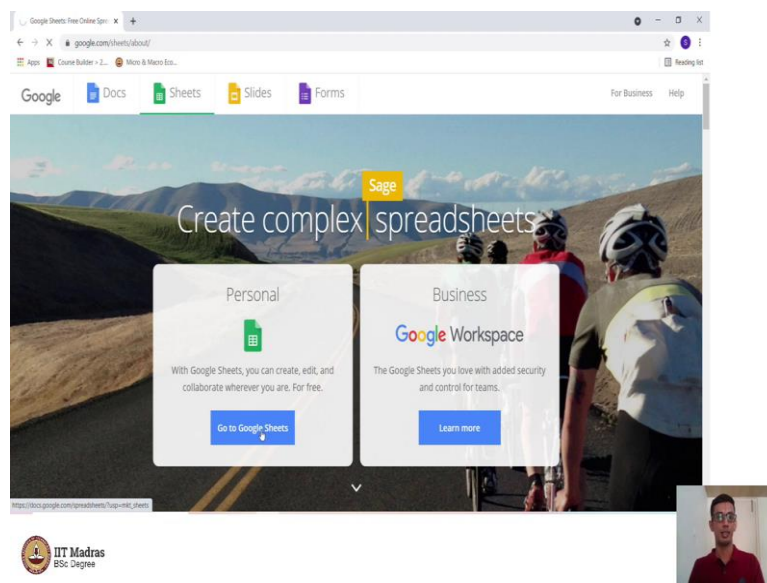 Google Sheets: Free Online Spre
google.com/sheets/about/
Apps Course Builder > 2... Micro & Macro Eco... Reading list
Google Docs Sheets Slides Forms For Business Help
Sage
Create complex spreadsheets
Personal
With Google Sheets, you can create, edit, and
collaborate wherever you are. For free.
Go to Google Sheets
Business
Google Workspace
The Google Sheets you love with added security
and control for teams.
Learn more
https://docs.google.com/spreadsheets/?usp=mkt_sheets
IIT Madras
BSc Degree